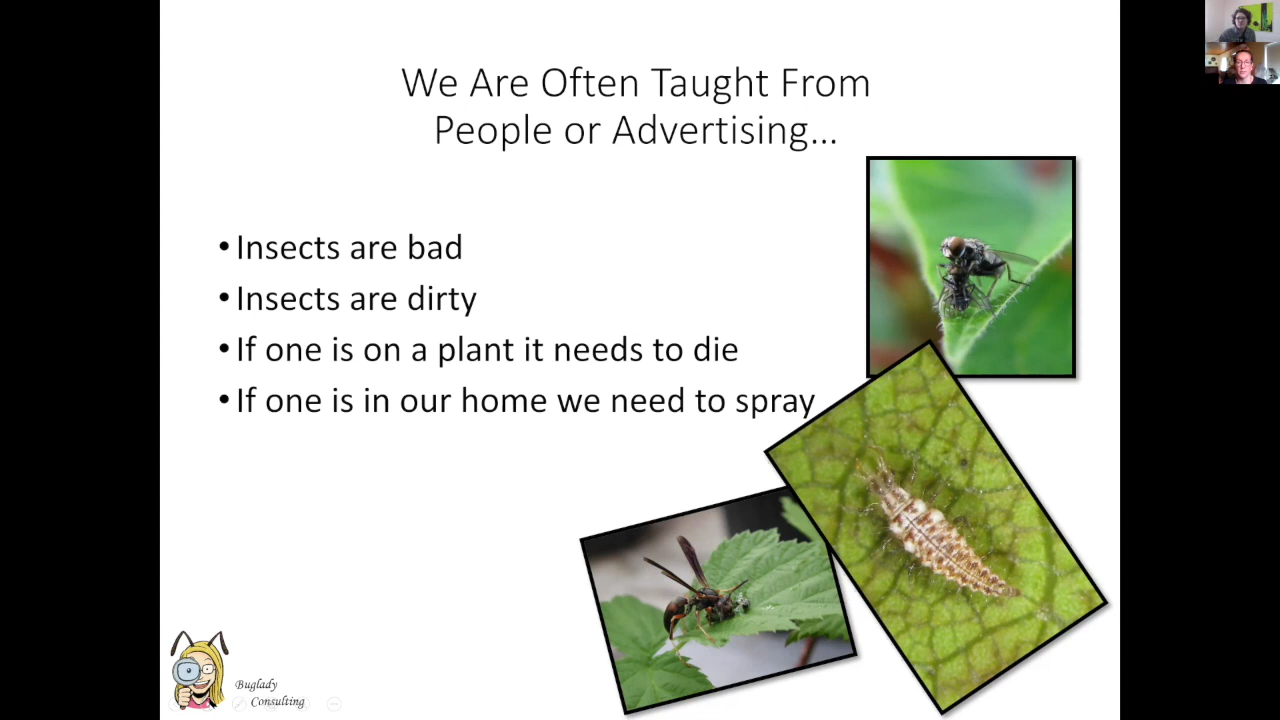 We Are Often Taught From
People or Advertising...
• Insects are bad
• Insects are dirty
• If one is on a plant it needs to die
• If one is in our home we need to spray
Buglady
Consulting